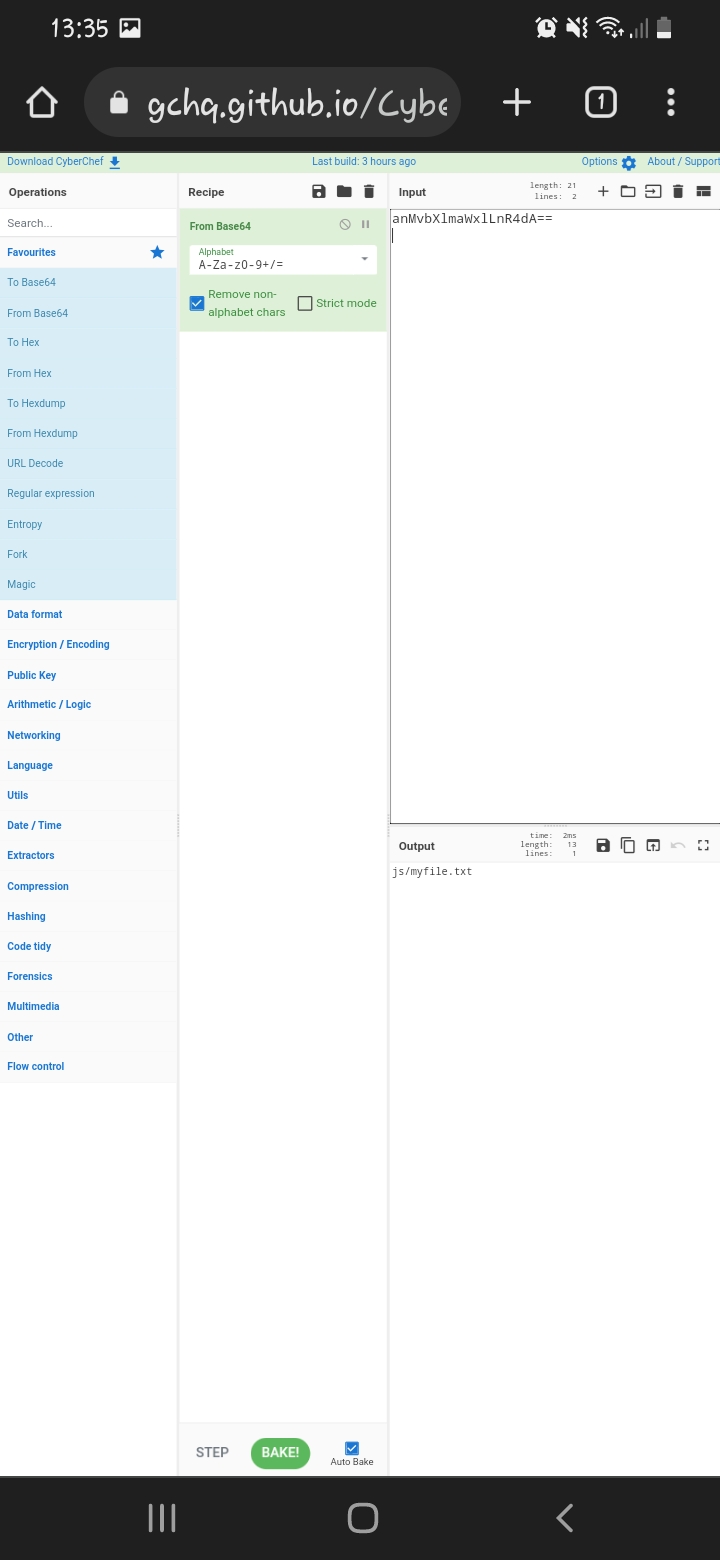 13:35
gchq.github.io/Cybe
1
Download CyberChef
Last build: 3 hours ago
Options
About / Support
Operations
Search...
Favourites
To Base64
From Base64
To Hex
From Hex
To Hexdump
From Hexdump
URL Decode
Regular expression
Entropy
Fork
Magic
Data format
Encryption / Encoding
Public Key
Arithmetic / Logic
Networking
Language
Utils
Date / Time
Extractors
Compression
Hashing
Code tidy
Forensics
Multimedia
Other
Flow control
Recipe
From Base64
Alphabet
A-Za-z0-9+/=
Remove non-
alphabet chars
Strict mode
STEP
BAKE!
Auto Bake
Input
length: 21
lines: 2
anMvbXlmaWxlLnR4dA==
Output
time: 2ms
length: 13
lines: 1
js/myfile.txt